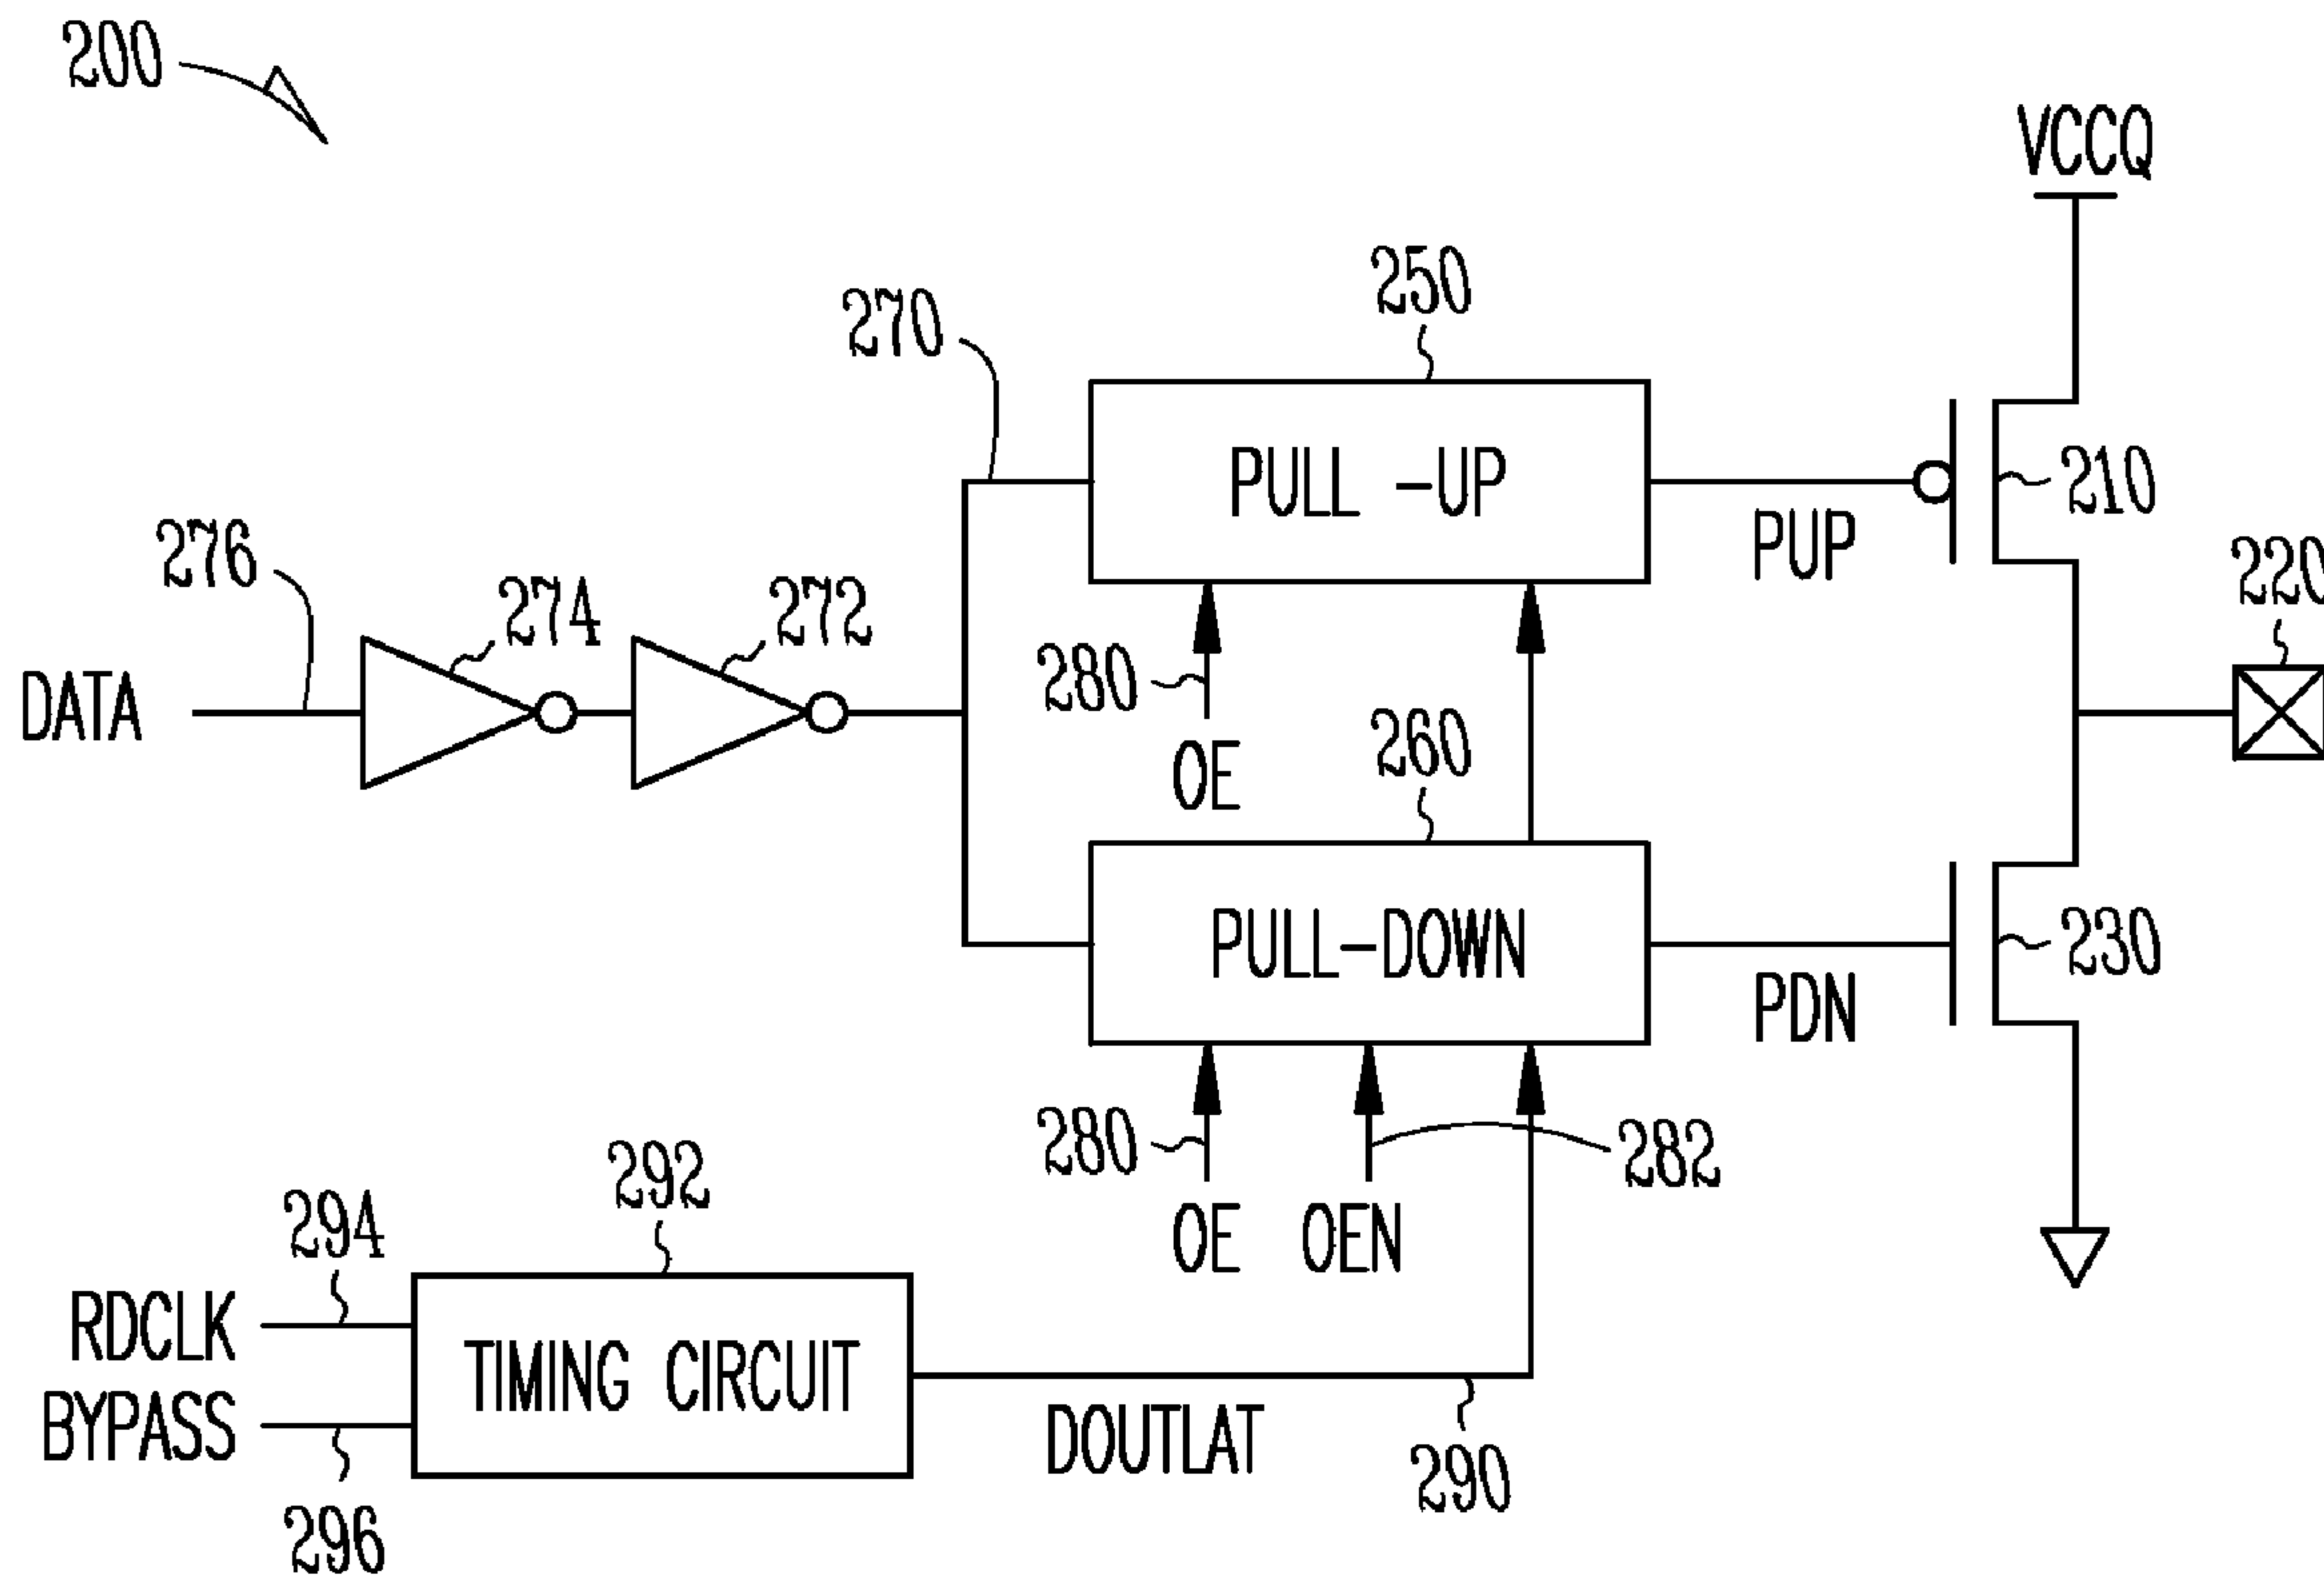 200
VCCQ
250
270
PULL -UP
210
PUP
276
274
272
220
280
DATA
260
OE
PULL-DOWN
230
PDN
280
282
292
294
OE
OEN
RDCLK
TIMING CIRCUIT
BYPASS
DOUTLAT
290
296